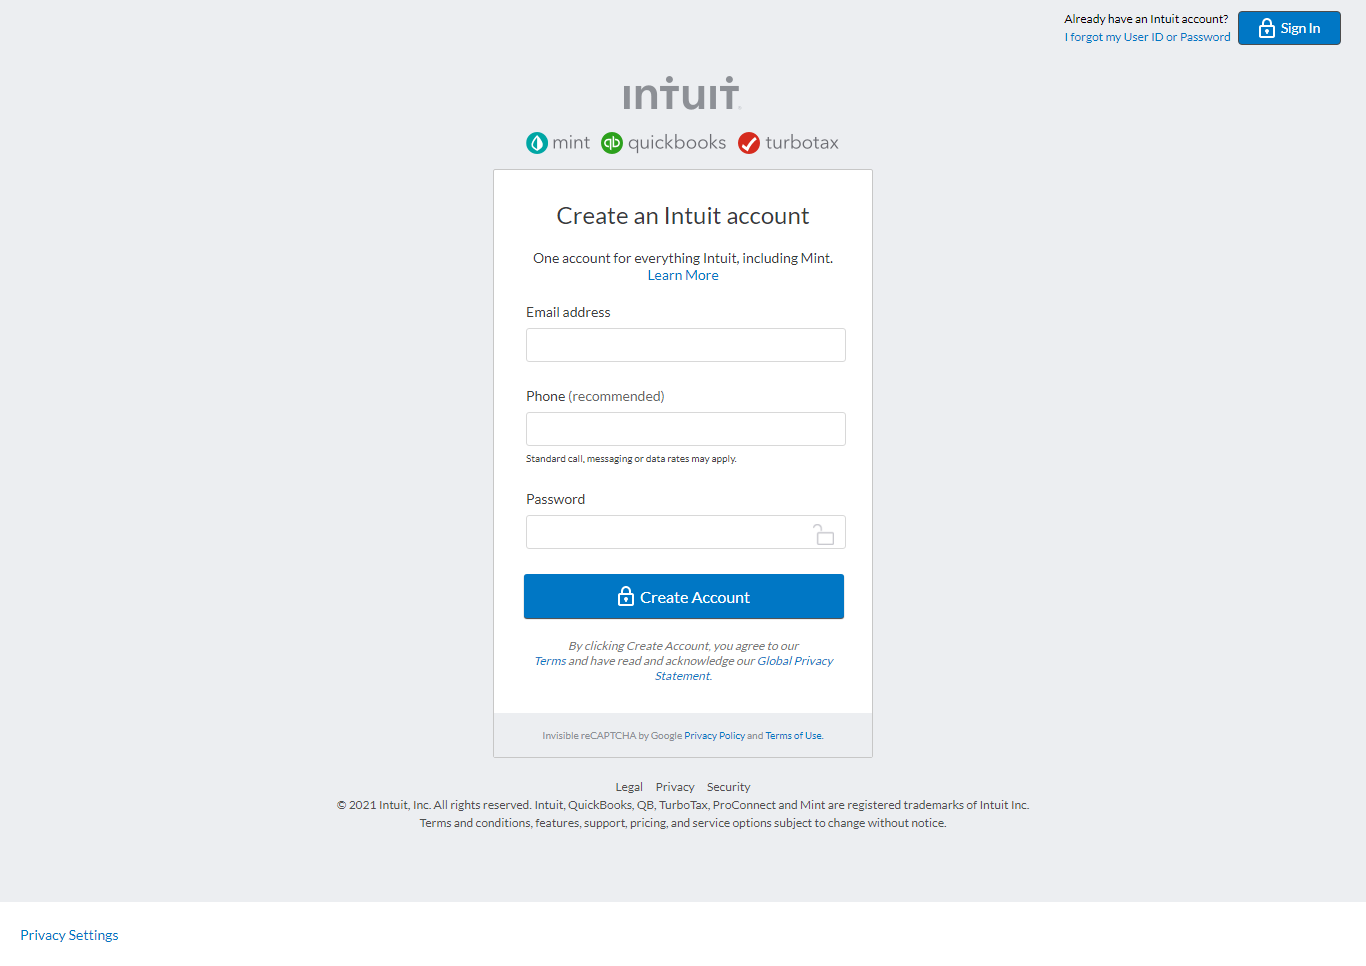 Already have an Intuit account?
I forgot my User ID or Password
Sign In
intuit
mint quickbooks turbotax
Create an Intuit account
One account for everything Intuit, including Mint.
Learn More
Email address
Phone (recommended)
Standard call, messaging or data rates may apply.
Password
Create Account
By clicking Create Account, you agree to our
Terms and have read and acknowledge our Global Privacy
Statement.
Invisible reCAPTCHA by Google Privacy Policy and Terms of Use.
Legal Privacy Security
© 2021 Intuit, Inc. All rights reserved. Intuit, QuickBooks, QB, TurboTax, ProConnect and Mint are registered trademarks of Intuit Inc.
Terms and conditions, features, support, pricing, and service options subject to change without notice.
Privacy Settings